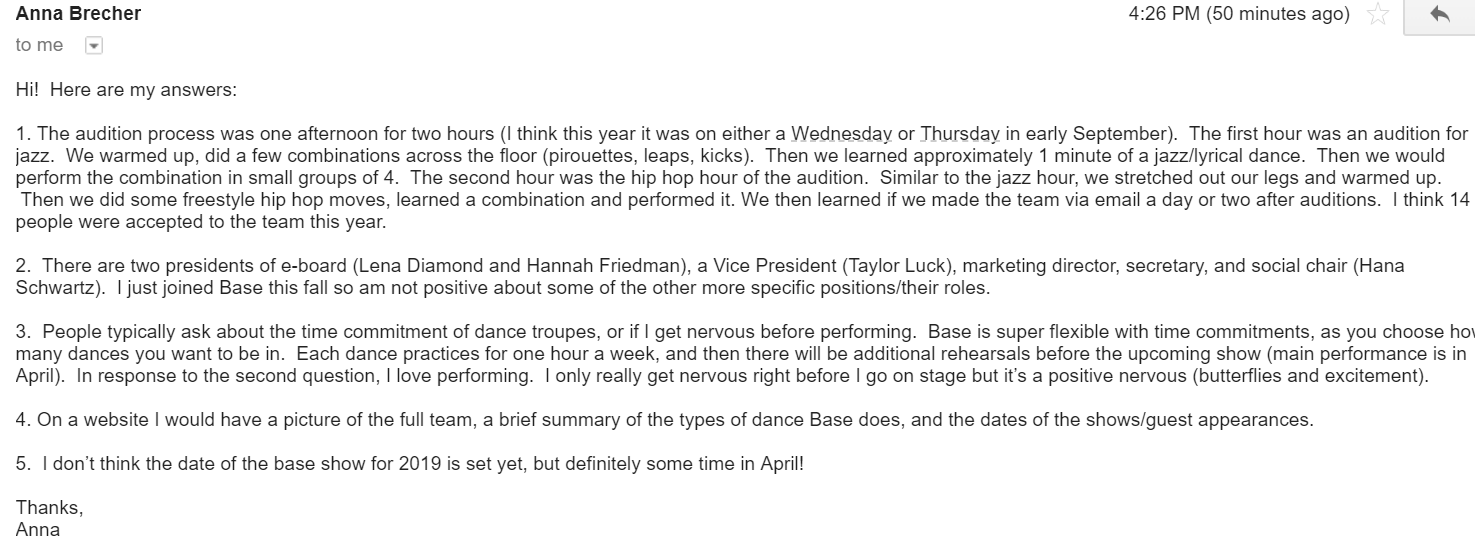 Anna Brecher
4:26 PM (50 minutes ago)
to me
Hi!  Here are my answers:
1. The audition process was one afternoon for two hours (I think this year it was on either a Wednesday or Thursday in early September).  The first hour was an audition for
jazz.  We warmed up, did a few combinations across the floor (pirouettes, leaps, kicks).  Then we learned approximately 1 minute of a jazz/lyrical dance.  Then we would
perform the combination in small groups of 4.  The second hour was the hip hop hour of the audition.  Similar to the jazz hour, we stretched out our legs and warmed up.
Then we did some freestyle hip hop moves, learned a combination and performed it. We then learned if we made the team via email a day or two after auditions.  I think 14
people were accepted to the team this year.
2.  There are two presidents of e-board (Lena Diamond and Hannah Friedman), a Vice President (Taylor Luck), marketing director, secretary, and social chair (Hana
Schwartz).  I just joined Base this fall so am not positive about some of the other more specific positions/their roles.
3.  People typically ask about the time commitment of dance troupes, or if I get nervous before performing.  Base is super flexible with time commitments, as you choose
many dances you want to be in.  Each dance practices for one hour a week, and then there will be additional rehearsals before the upcoming show (main performance is in
April).  In response to the second question, I love performing.  I only really get nervous right before I go on stage but it’s a positive nervous (butterflies and excitement).
4. On a website I would have a picture of the full team, a brief summary of the types of dance Base does, and the dates of the shows/guest appearances.
5.  I don’t think the date of the base show for 2019 is set yet, but definitely some time in April!
Thanks,
Anna